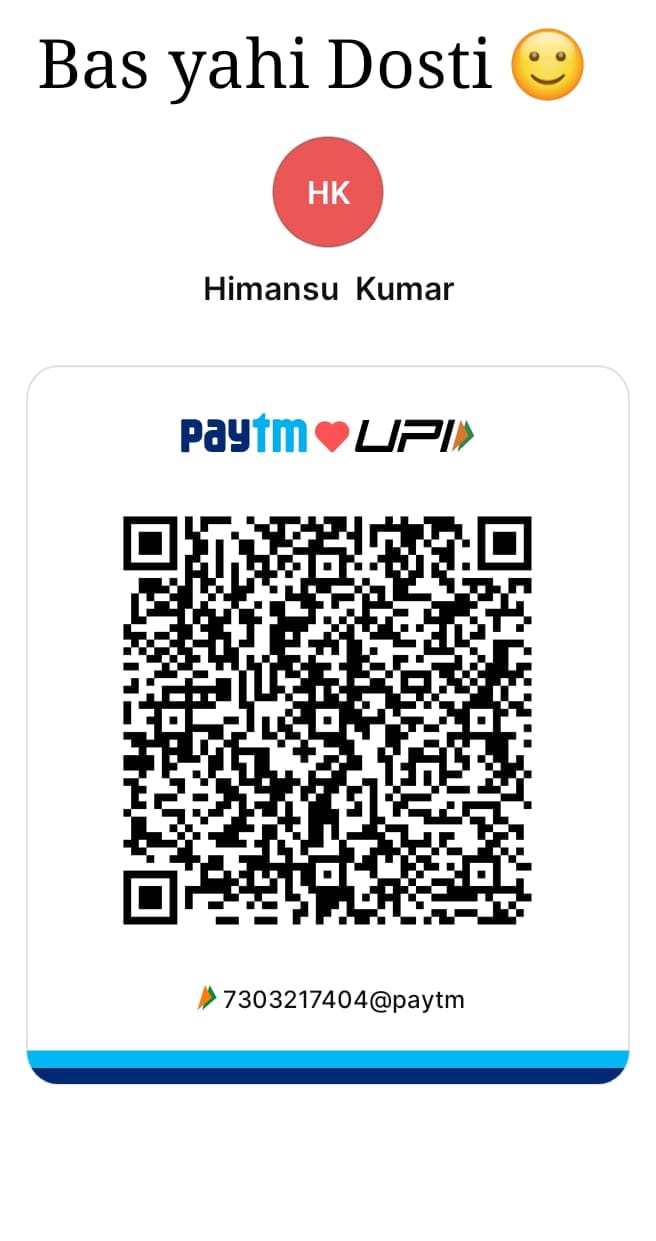 Bas yahi Dosti 🙂
HK
Himansu Kumar
paytm ❤ UPI
7303217404@paytm